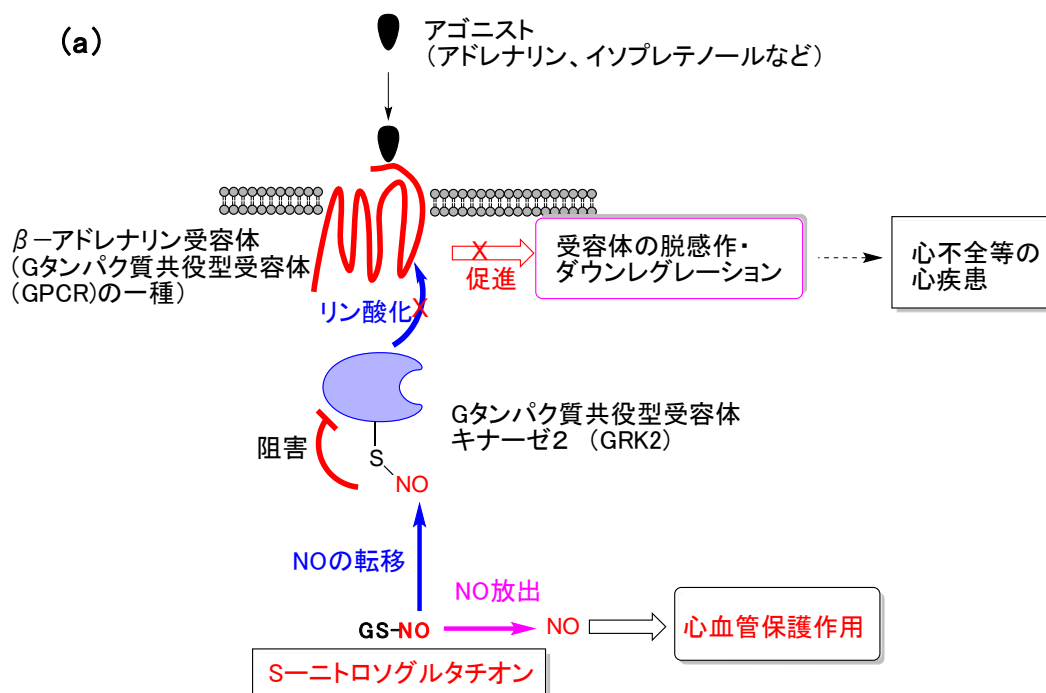 (a)
アゴニスト
(アドレナリン、イソプレテノールなど)
β－アドレナリン受容体
(Gタンパク質共役型受容体
(GPCR)の一種)
X
促進
受容体の脱感作・
ダウンレグレーション
心不全等の
心疾患
リン酸化
X
Gタンパク質共役型受容体
キナーゼ２ (GRK2)
阻害
S
NO
NOの転移
NO放出
GS-NO
NO
心血管保護作用
S－ニトロソグルタチオン